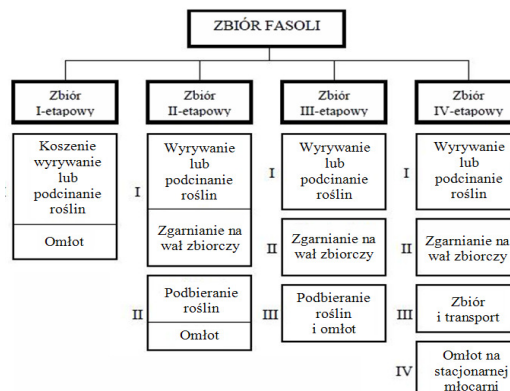 ZBIÓR FASOLI
Zbiór
I-etapowy
Koszenie
wyrywanie
lub
podcinanie
roślin
Omłot
Zbiór
II-etapowy
I
Wyrywanie
lub
podcinanie
roślin
Zgarnianie na
wał zbiorczy
II
Podbieranie
roślin
Omłot
Zbiór
III-etapowy
I
Wyrywanie
lub
podcinanie
roślin
II
Zgarnianie na
wał zbiorczy
III
Podbieranie
roślin
i omłot
Zbiór
IV-etapowy
I
Wyrywanie
lub
podcinanie
roślin
II
Zgarnianie na
wał zbiorczy
III
Zbiór
i transport
IV
Omłot na
stacjonarnej
młocarni